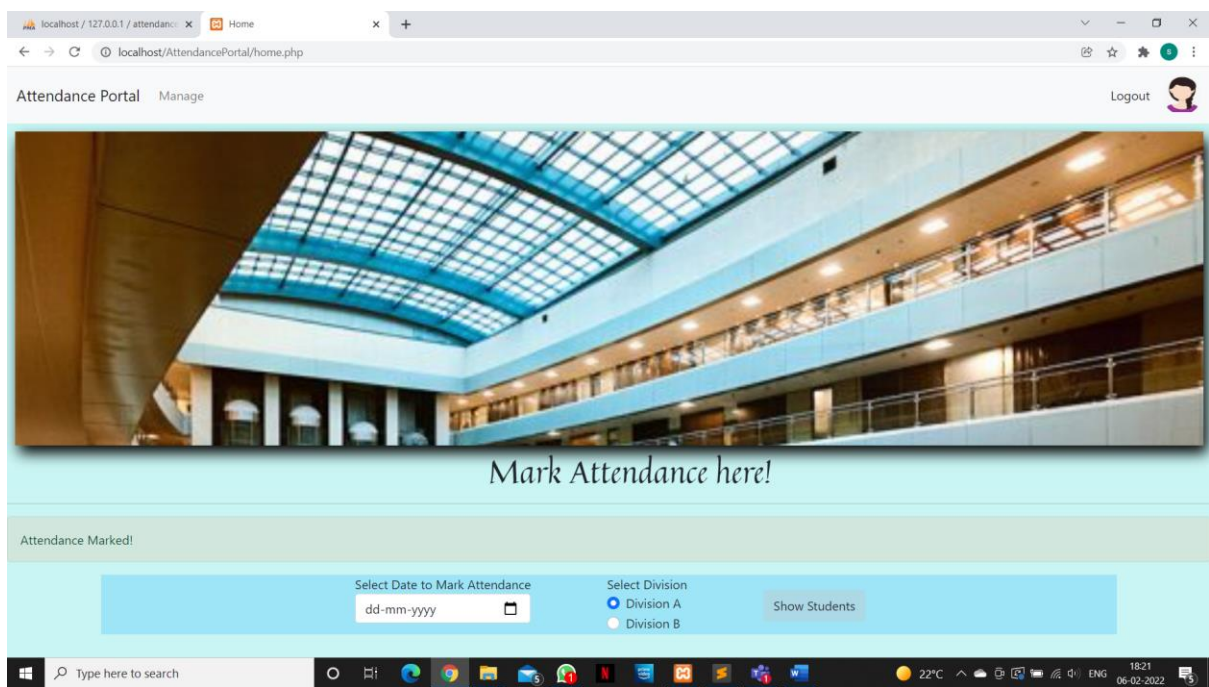 localhost / 127.0.0.1 / attendanc
Home
localhost/AttendancePortal/home.php
S
Attendance Portal Manage Logout
Mark Attendance here!
Attendance Marked!
Select Date to Mark Attendance
dd-mm-yyyy
Select Division
Division A
Division B
Show Students
Type here to search
22°C ENG
18:21
06-02-2022